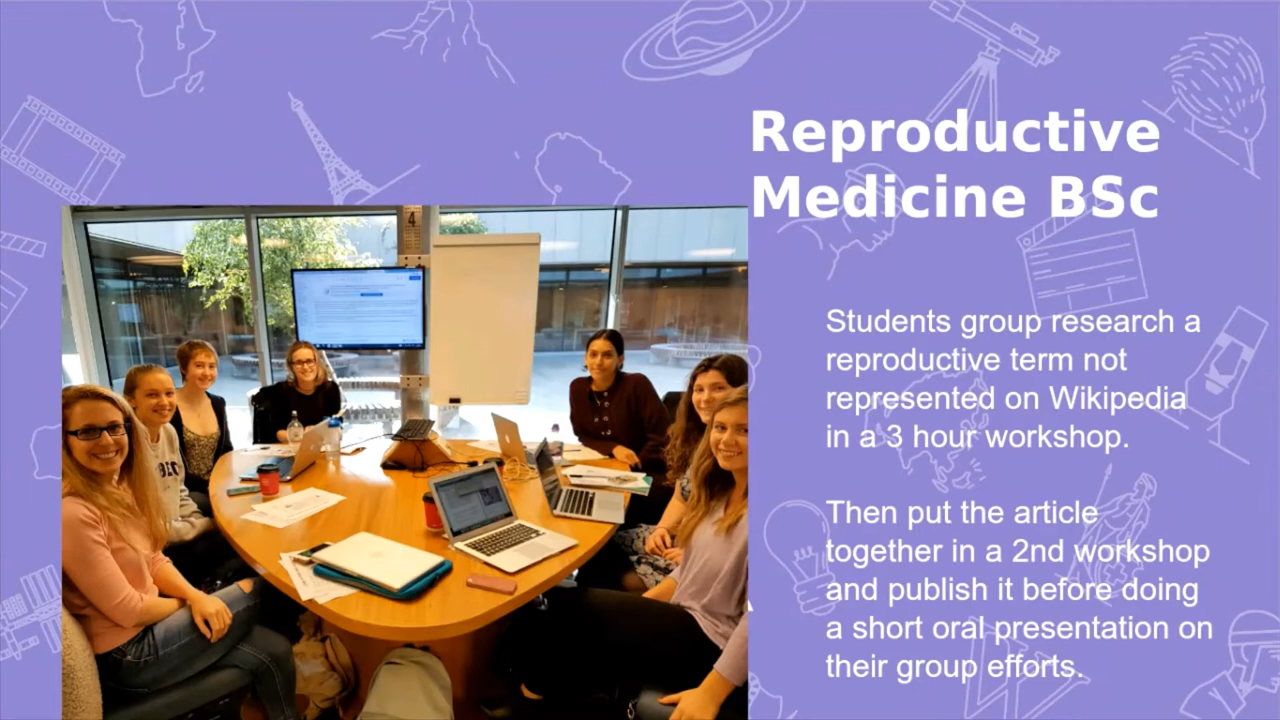 Reproductive
Medicine BSc
4
Students group research a
reproductive term not
represented on Wikipedia
in a 3 hour workshop.
Then put the article
together in a 2nd workshop
and publish it before doing
a short oral presentation on
their group efforts.